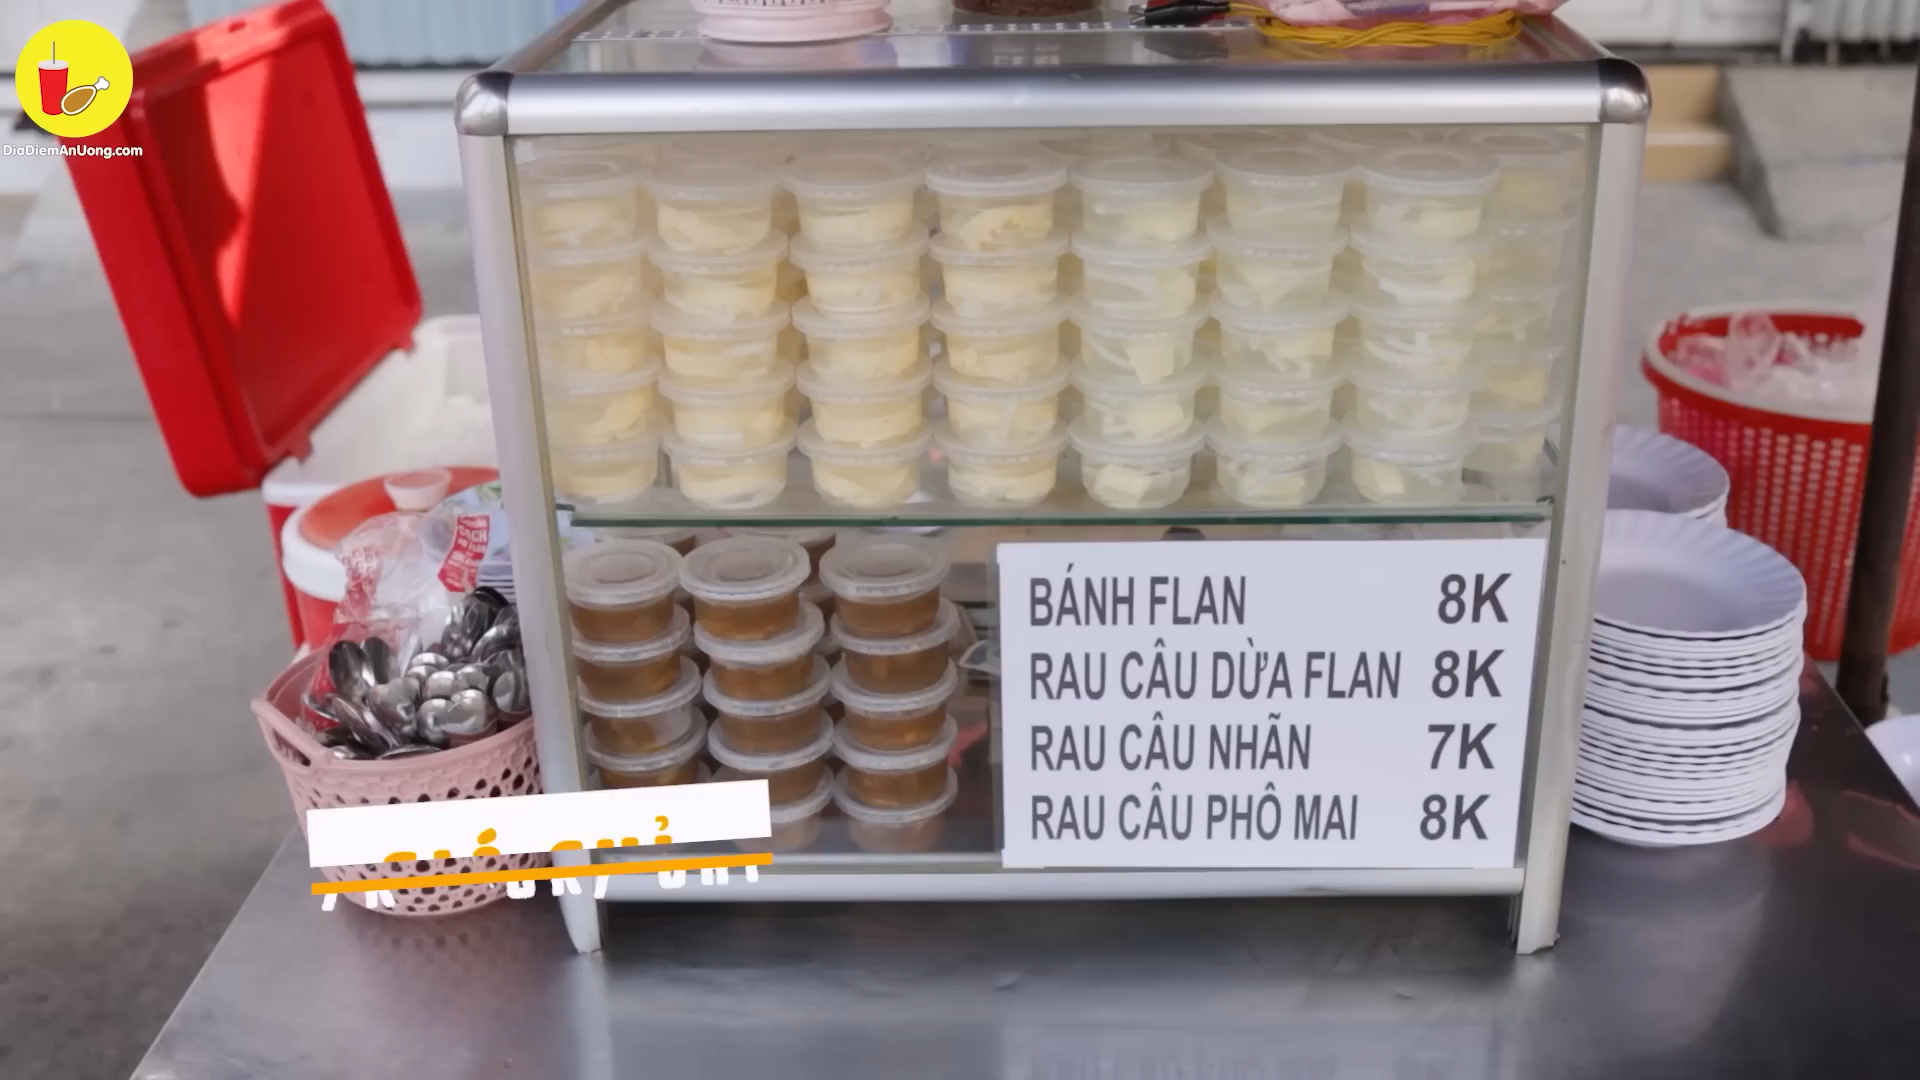 DiaDiemAnUong.com
BÁNH FLAN 8K
RAU CÂU DỪA FLAN 8K
RAU CÂU NHÃN 7K
RAU CÂU PHÔ MAI 8K